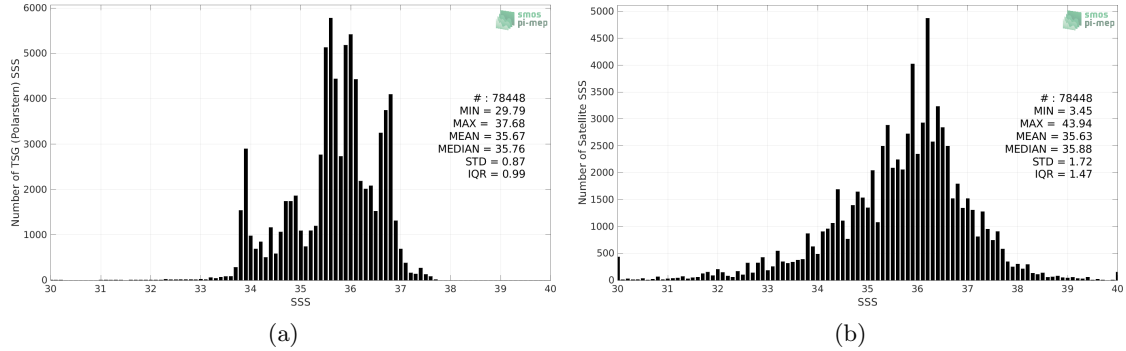 6000
5000
4000
3000
2000
1000
0
30 31 32 33 34 35 36 37 38 39 40
SSS
Number of TSG (Polarstern) SSS
smos
pi-mep
# : 78448
MIN = 29.79
MAX = 37.68
MEAN = 35.67
MEDIAN = 35.76
STD = 0.87
IQR = 0.99
(a)
5000
4500
4000
3500
3000
2500
2000
1500
1000
500
0
30 31 32 33 34 35 36 37 38 39 40
SSS
Number of Satellite SSS
smos
pi-mep
# : 78448
MIN = 3.45
MAX = 43.94
MEAN = 35.63
MEDIAN = 35.88
STD = 1.72
IQR = 1.47
(b)